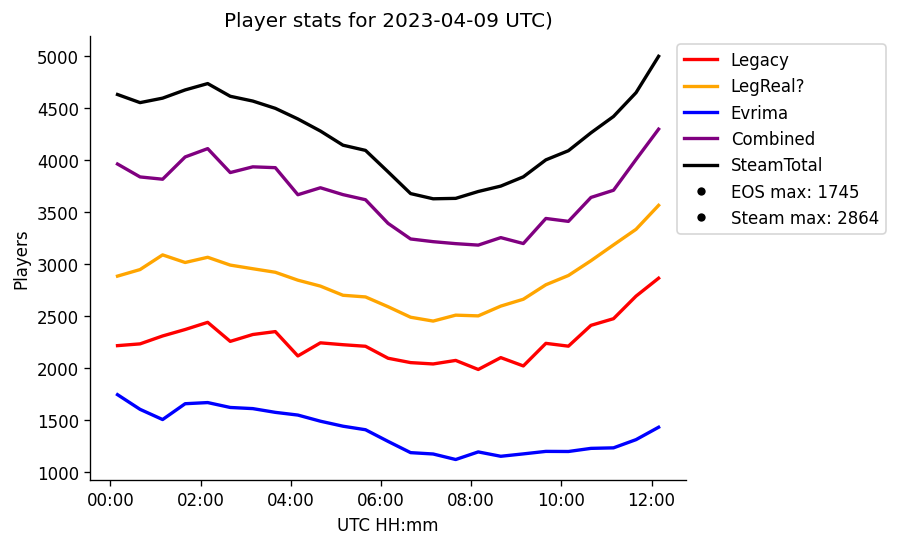 Player stats for 2023-04-09 UTC)
Legacy
LegReal?
Evrima
Combined
SteamTotal
EOS max: 1745
Steam max: 2864
Players
5000
4500
4000
3500
3000
2500
2000
1500
1000
00:00 02:00 04:00 06:00 08:00 10:00 12:00
UTC HH:mm